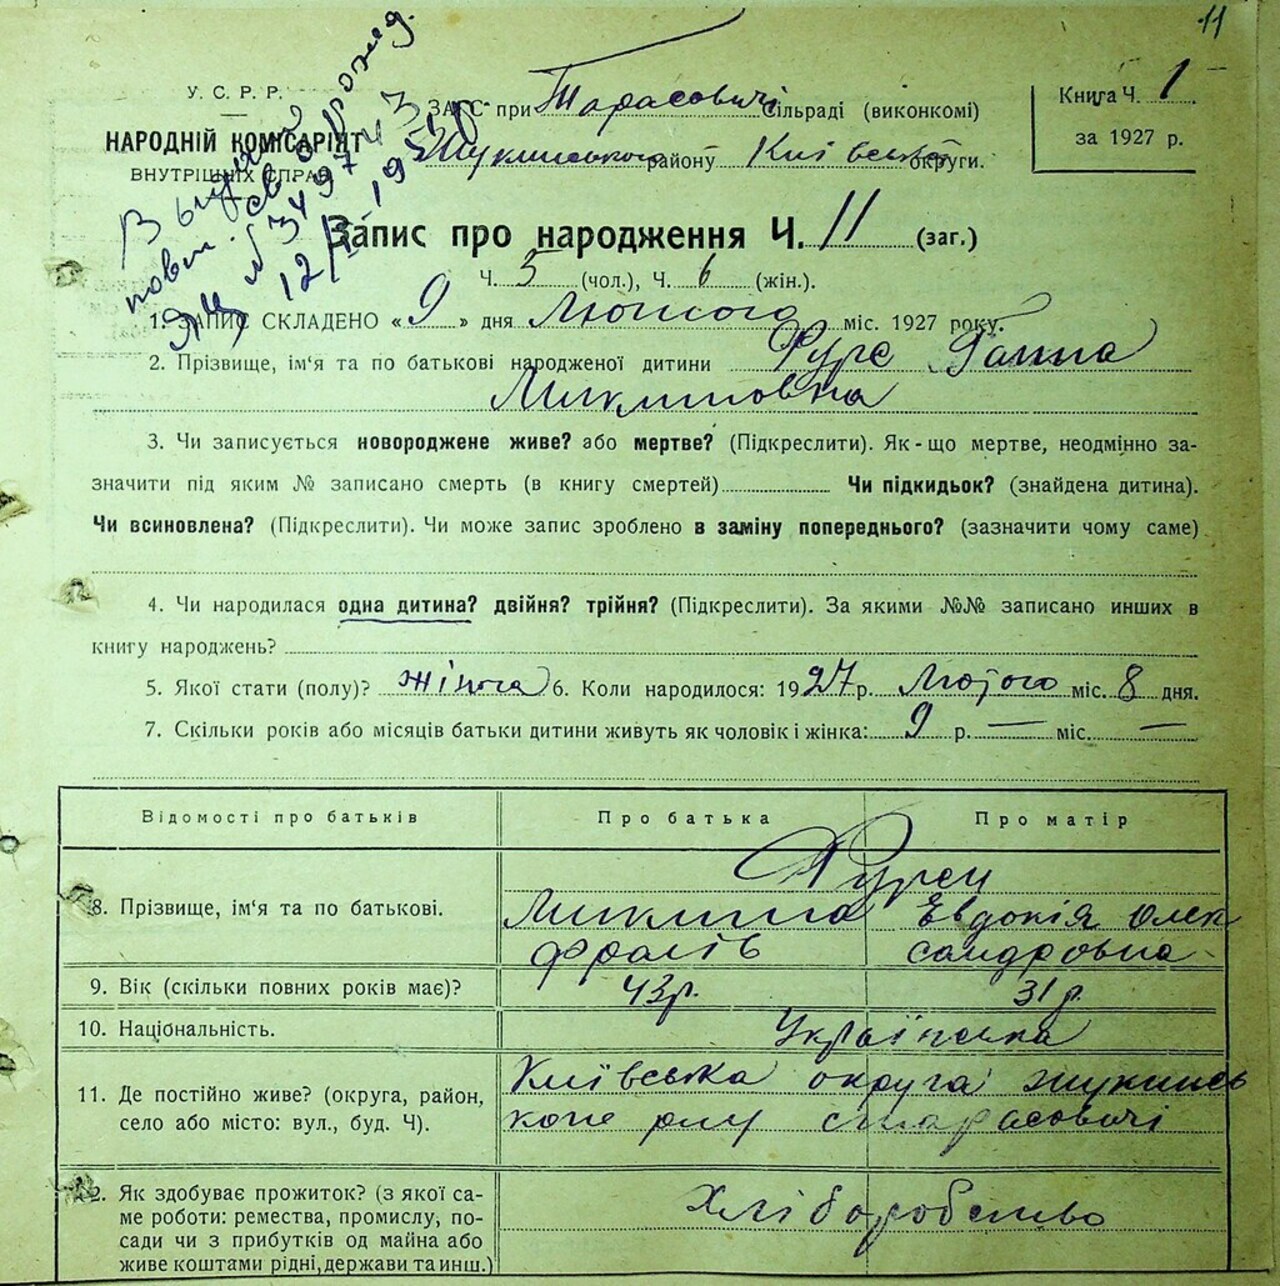 11
У. С. Р. Р.
НАРОДНІЙ КОМІСАРІЯТ
ВНУТРІШНІХ СПРАВ
ЗАГС при Тарасовичі Сільраді (виконкомі)
Жукинського району Київської округи.
Книга Ч. 1.
за 1927 р.
Запис про народження Ч. 11 (заг.)
Ч. 5 (чол.), Ч. 6 (жін.).
1. ЗАПИС СКЛАДЕНО «9» дня Лютого міс. 1927 року.
2. Прізвище, ім'я та по батькові народженої дитини Фурс Ганна
Микитовна
3. Чи записується новороджене живе? або мертве? (Підкреслити). Як-що мертве, неодмінно за-
значити під яким № записано смерть (в книгу смертей) Чи підкидьок? (знайдена дитина).
Чи всиновлена? (Підкреслити). Чи може запис зроблено в заміну попереднього? (зазначити чому саме)
4. Чи народилася одна дитина? двійня? трійня? (Підкреслити). За якими №№ записано инших в
книгу народжень?
5. Якої стати (полу)? жіноча 6. Коли народилося: 1927 р. Лютого міс. 8 дня.
7. Скільки років або місяців батьки дитини живуть як чоловік і жінка: 9 р. — міс. —
Відомості про батьків Про батька Про матір
Фурси
8. Прізвище, ім'я та по батькові. Микита Евдокія Олек
сандровна
9. Вік (скільки повних років має)? 43р. 31 р.
10. Національність. Українська
11. Де постійно живе? (округа, район,
село або місто: вул., буд. Ч).
Київська округа жукинсь
кого рну с тарасовичі
12. Як здобуває прожиток? (з якої са-
ме роботи: ремества, промислу, по-
сади чи з прибутків од майна або
живе коштами рідні, держави та инш.)
Хліборобство